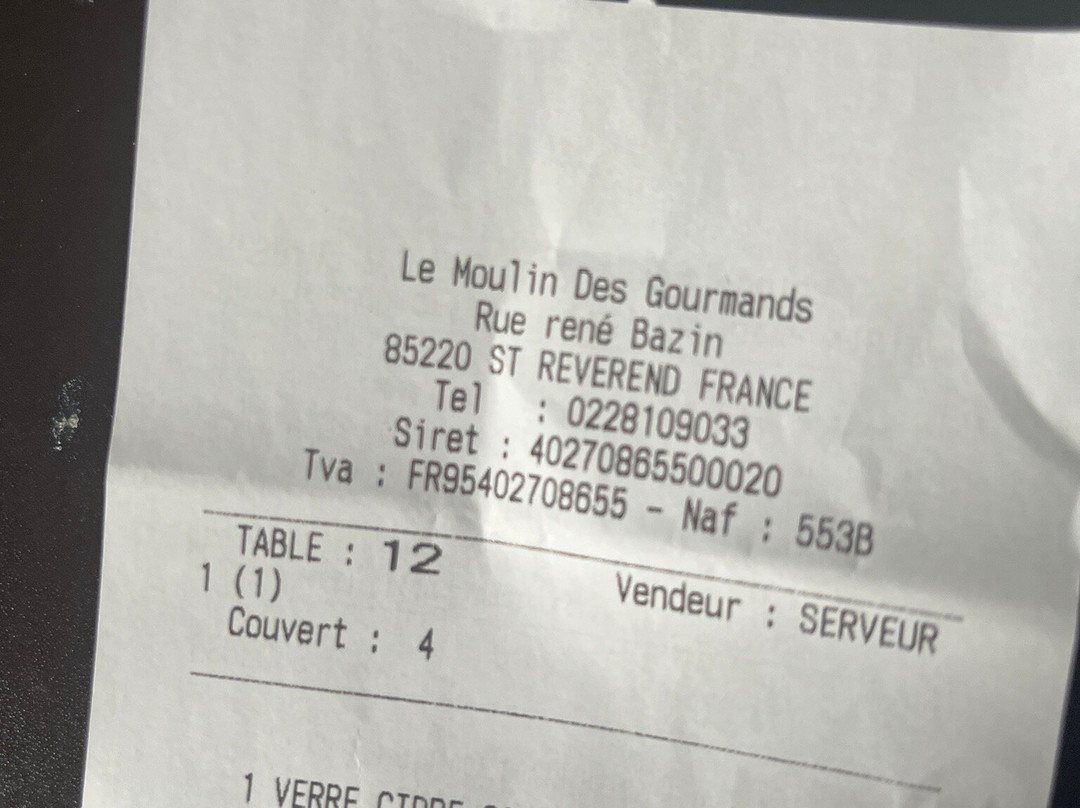 Le Moulin Des Gourmands
Rue rené Bazin
85220 ST REVEREND FRANCE
Tel : 0228109033
Siret : 40270865500020
Tva : FR95402708655 - Naf : 553B
TABLE : 12
1 (1)
Vendeur : SERVEUR
Couvert : 4
1 VERRE CIDRE